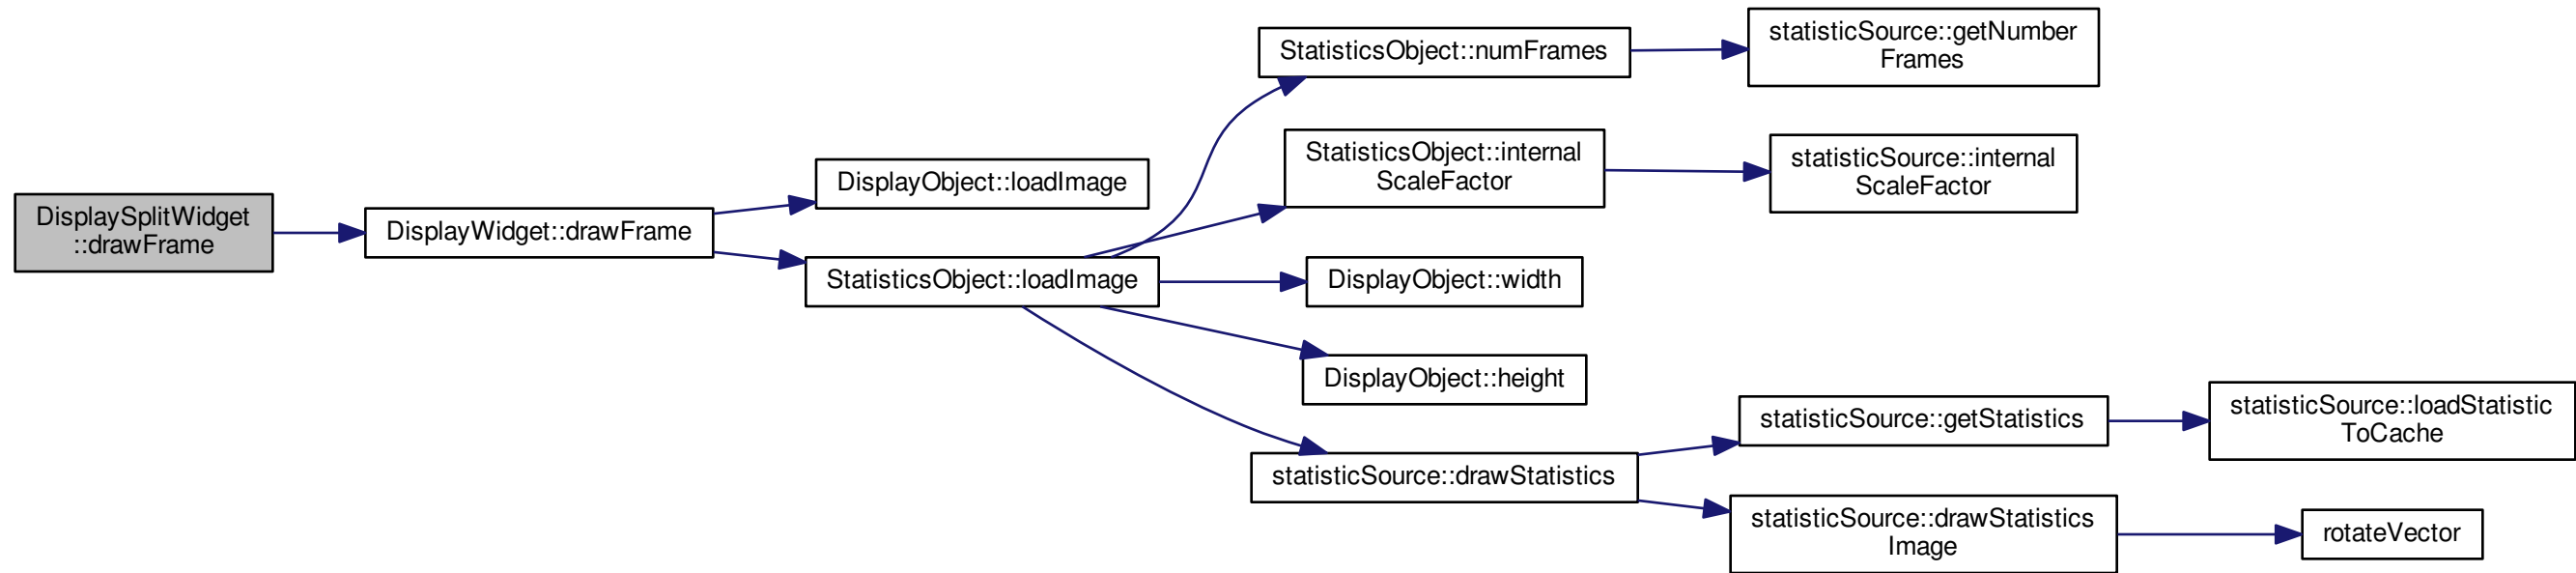 DisplaySplitWidget
::drawFrame
DisplayWidget::drawFrame
DisplayObject::loadImage
StatisticsObject::loadImage
StatisticsObject::numFrames
statisticSource::getNumber
Frames
StatisticsObject::internal
ScaleFactor
statisticSource::internal
ScaleFactor
DisplayObject::width
DisplayObject::height
statisticSource::drawStatistics
statisticSource::getStatistics
statisticSource::loadStatistic
ToCache
statisticSource::drawStatistics
Image
rotateVector